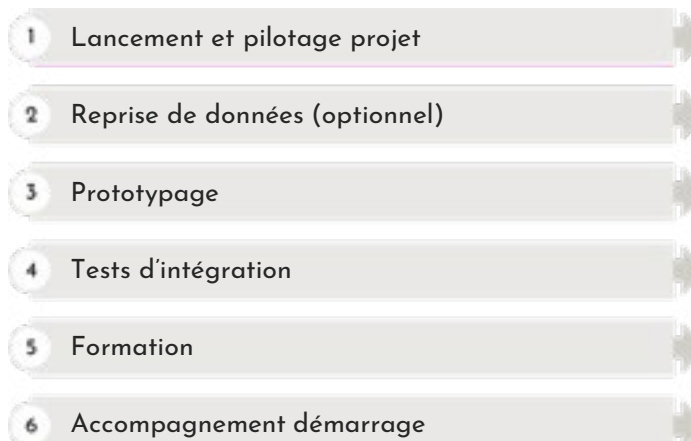 1 Lancement et pilotage projet
2 Reprise de données (optionnel)
3 Prototypage
4 Tests d'intégration
5 Formation
6 Accompagnement démarrage